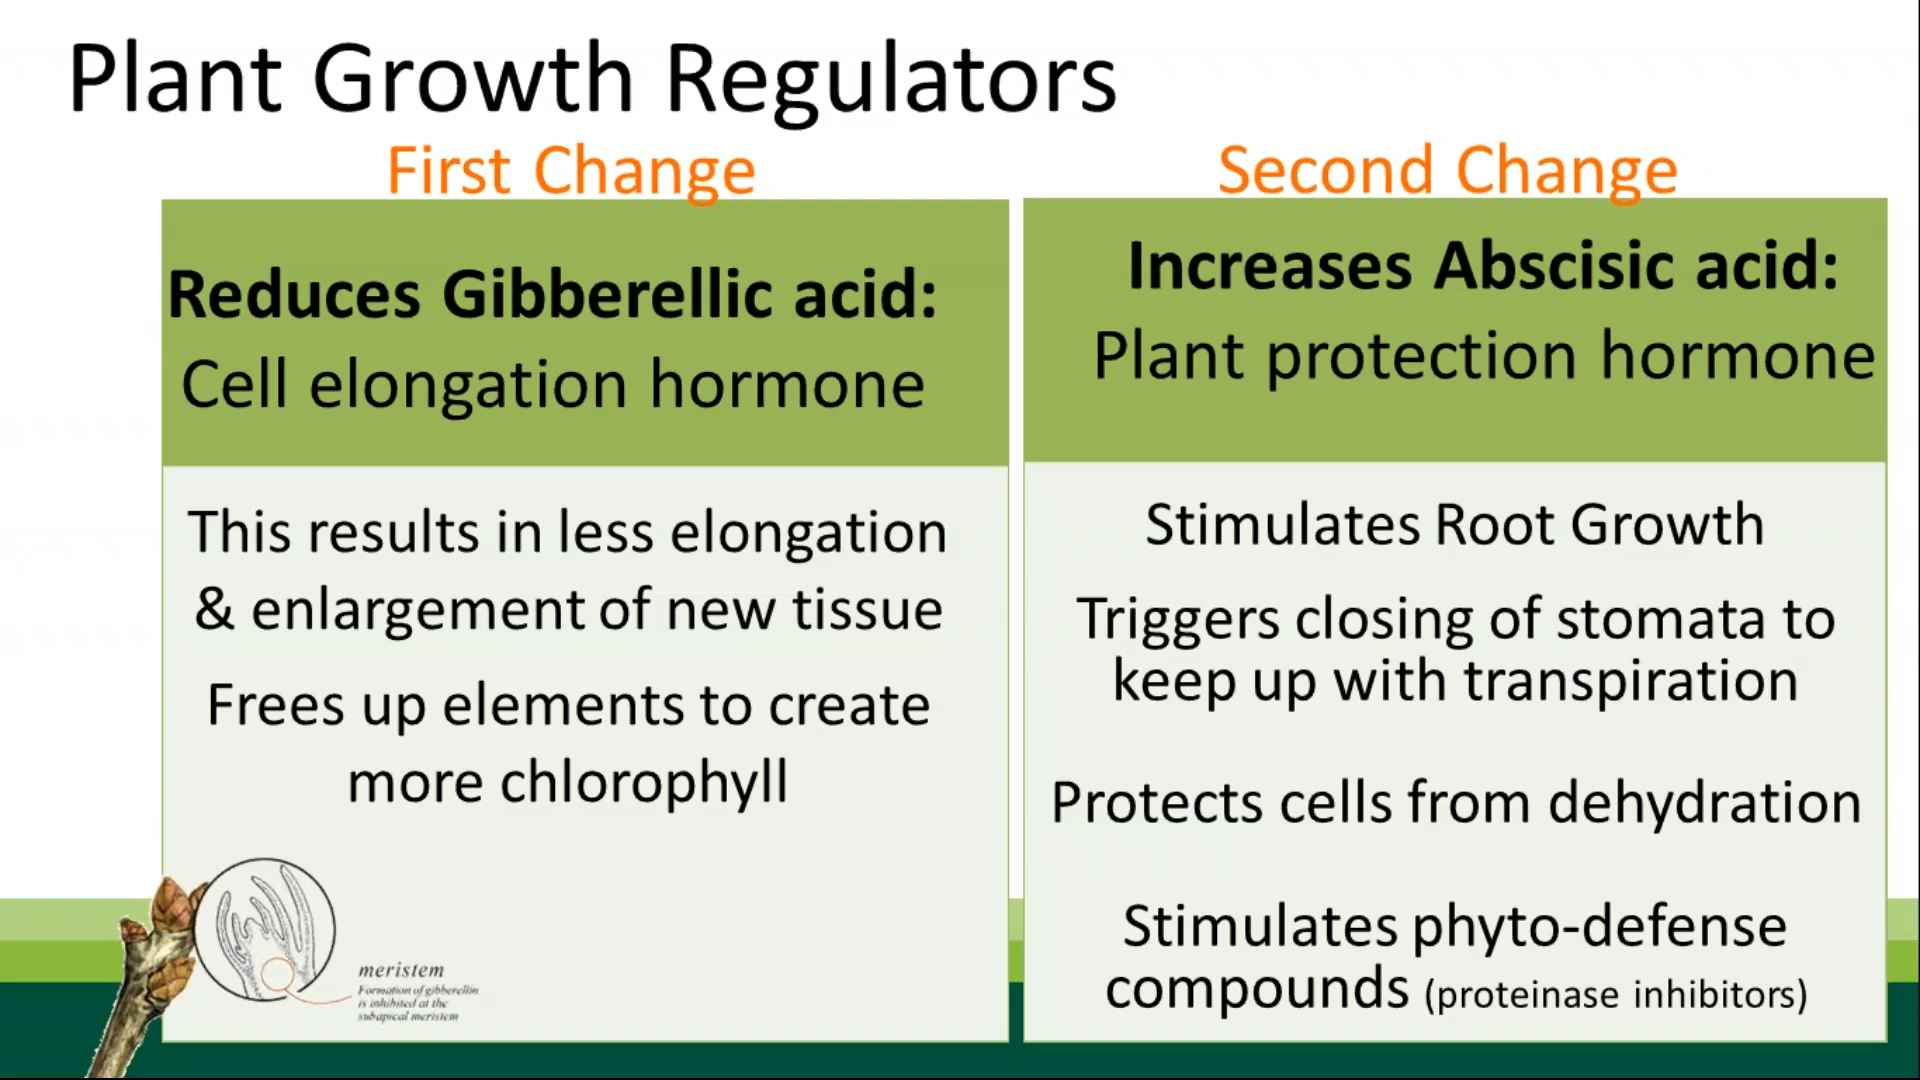 Plant Growth Regulators
First Change
Reduces Gibberellic acid:
Cell elongation hormone
This results in less elongation
& enlargement of new tissue
Frees up elements to create
more chlorophyll
meristem
Formation of gibberellin
is inhibited at the
subapical meristem
Second Change
Increases Abscisic acid:
Plant protection hormone
Stimulates Root Growth
Triggers closing of stomata to
keep up with transpiration
Protects cells from dehydration
Stimulates phyto-defense
compounds (proteinase inhibitors)